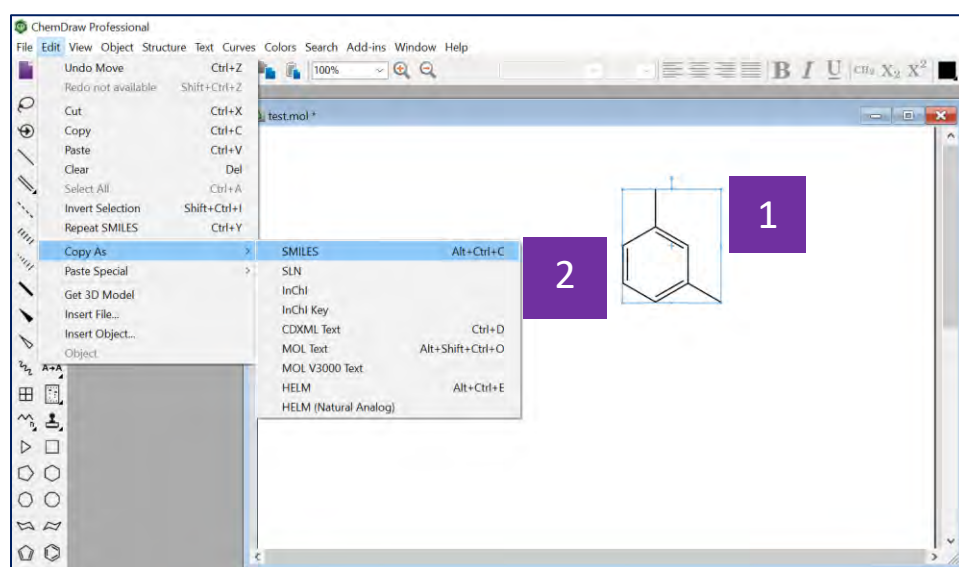 ChemDraw Professional
File Edit View Object Structure Text Curves Colors Search Add-ins Window Help
100% B I U CH₂ X₂ X²
Undo Move Ctrl+Z
Redo not available Shift+Ctrl+Z
Cut Ctrl+X
Copy Ctrl+C
Paste Ctrl+V
Clear Del
Select All Ctrl+A
Invert Selection Shift+Ctrl+I
Repeat SMILES Ctrl+Y
Copy As
Paste Special
Get 3D Model
Insert File...
Insert Object...
Object
test.mol *
1
SMILES Alt+Ctrl+C
SLN
InChI
InChI Key
CDXML Text Ctrl+D
MOL Text Alt+Shift+Ctrl+O
MOL V3000 Text
HELM Alt+Ctrl+E
HELM (Natural Analog)
2
A+A